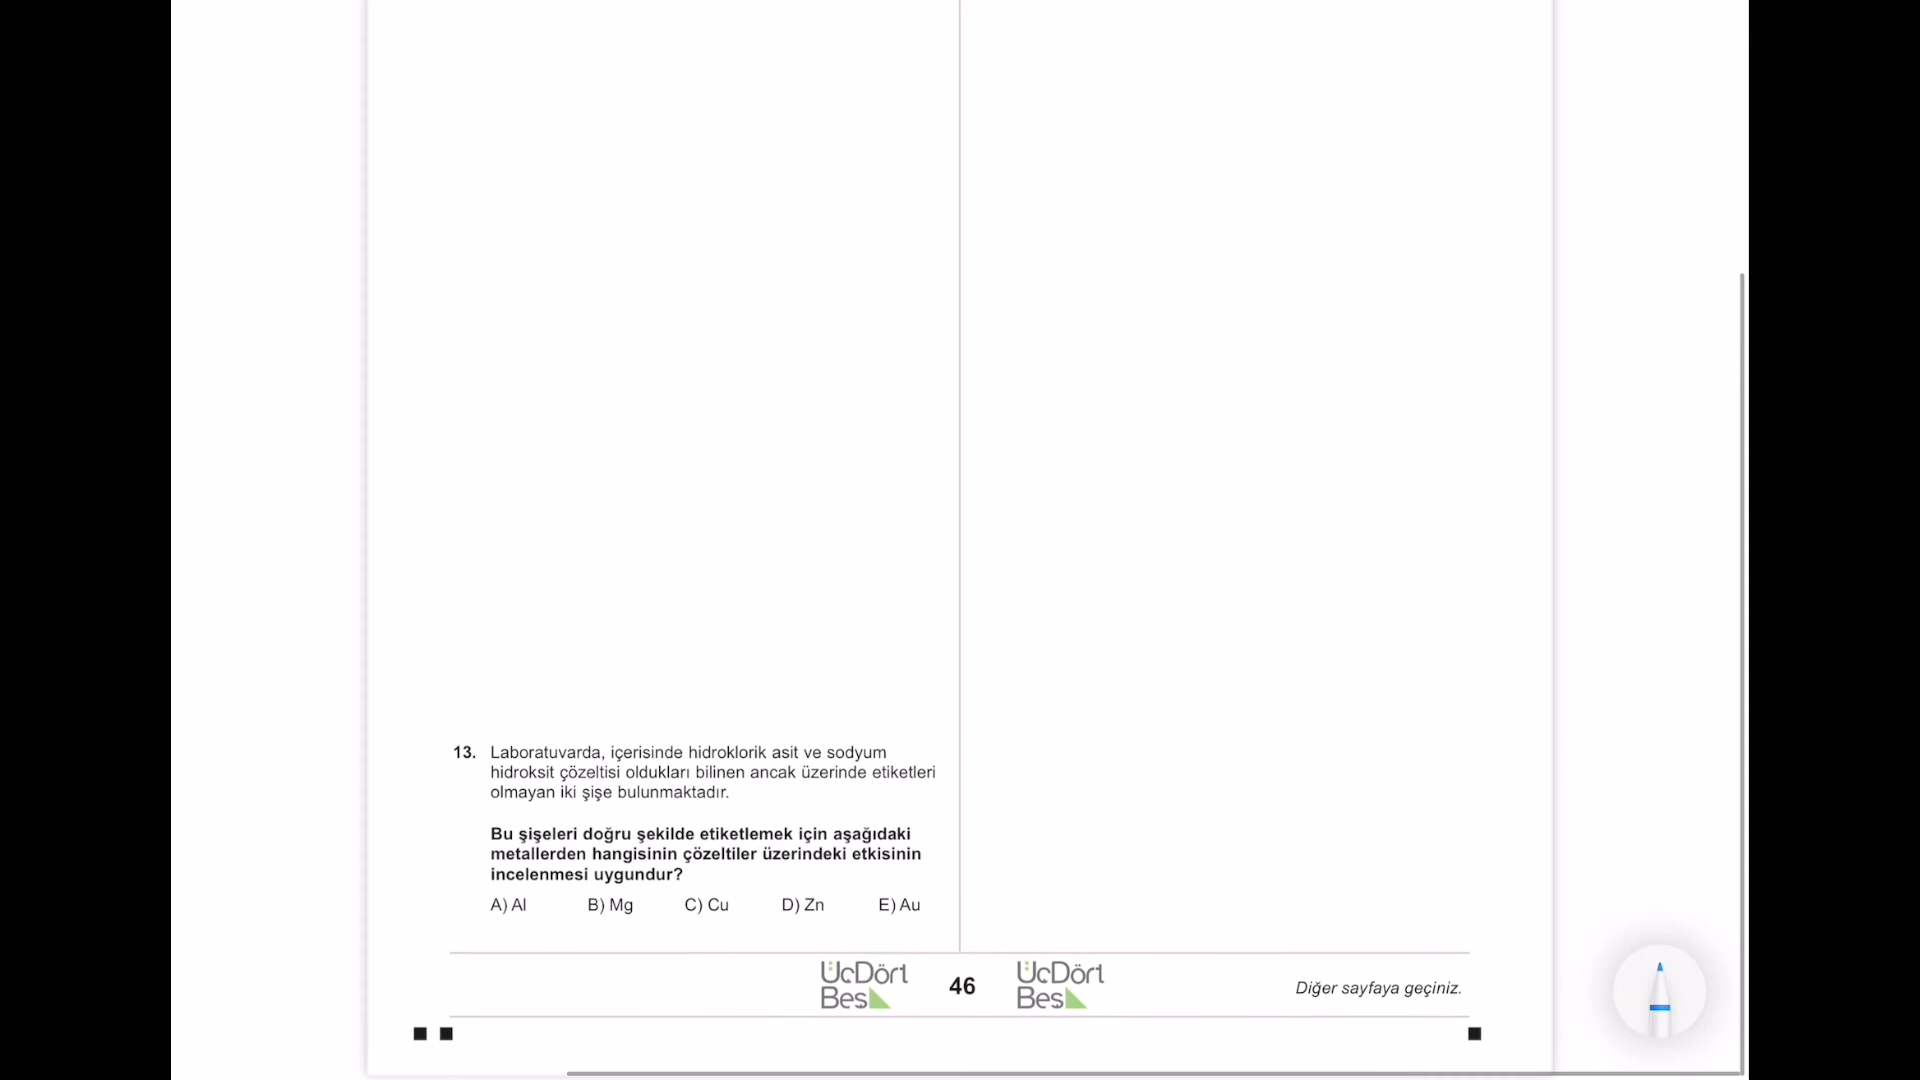 13. Laboratuvarda, içerisinde hidroklorik asit ve sodyum
hidroksit çözeltisi oldukları bilinen ancak üzerinde etiketleri
olmayan iki şişe bulunmaktadır.
Bu şişeleri doğru şekilde etiketlemek için aşağıdaki
metallerden hangisinin çözeltiler üzerindeki etkisinin
incelenmesi uygundur?
A) Al B) Mg C) Cu D) Zn E) Au
ÜçDört
Beş
46
ÜçDört
Beş
Diğer sayfaya geçiniz.